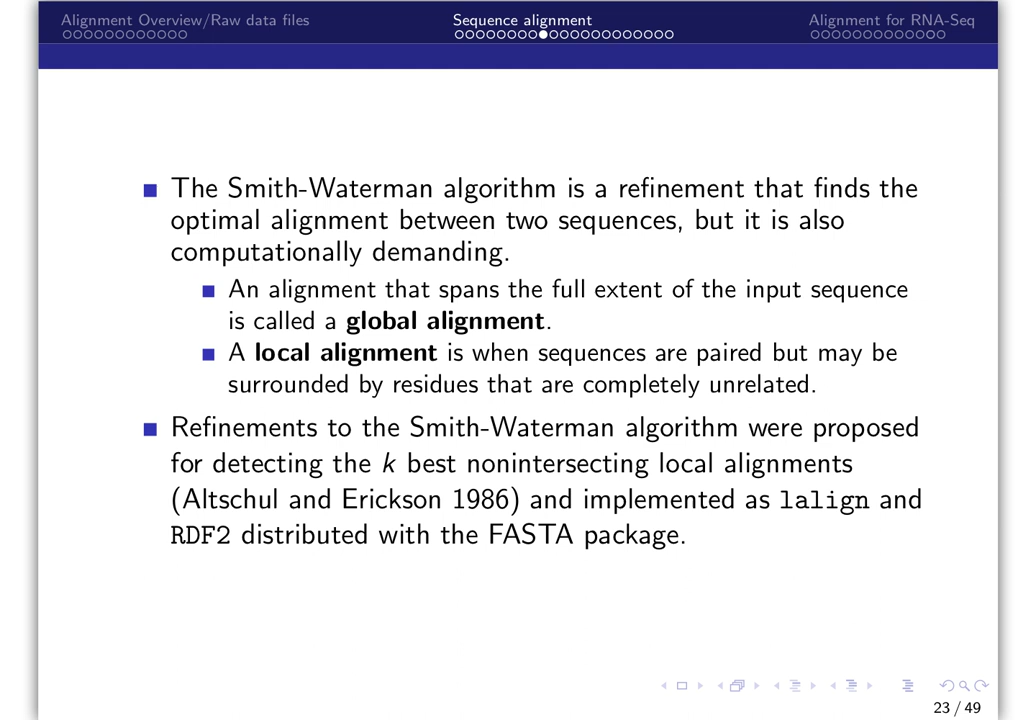 Alignment Overview/Raw data files
Sequence alignment
Alignment for RNA-Seq
The Smith-Waterman algorithm is a refinement that finds the
optimal alignment between two sequences, but it is also
computationally demanding.
An alignment that spans the full extent of the input sequence
is called a global alignment.
A local alignment is when sequences are paired but may be
surrounded by residues that are completely unrelated.
Refinements to the Smith-Waterman algorithm were proposed
for detecting the k best nonintersecting local alignments
(Altschul and Erickson 1986) and implemented as lalign and
RDF2 distributed with the FASTA package.
23 / 49